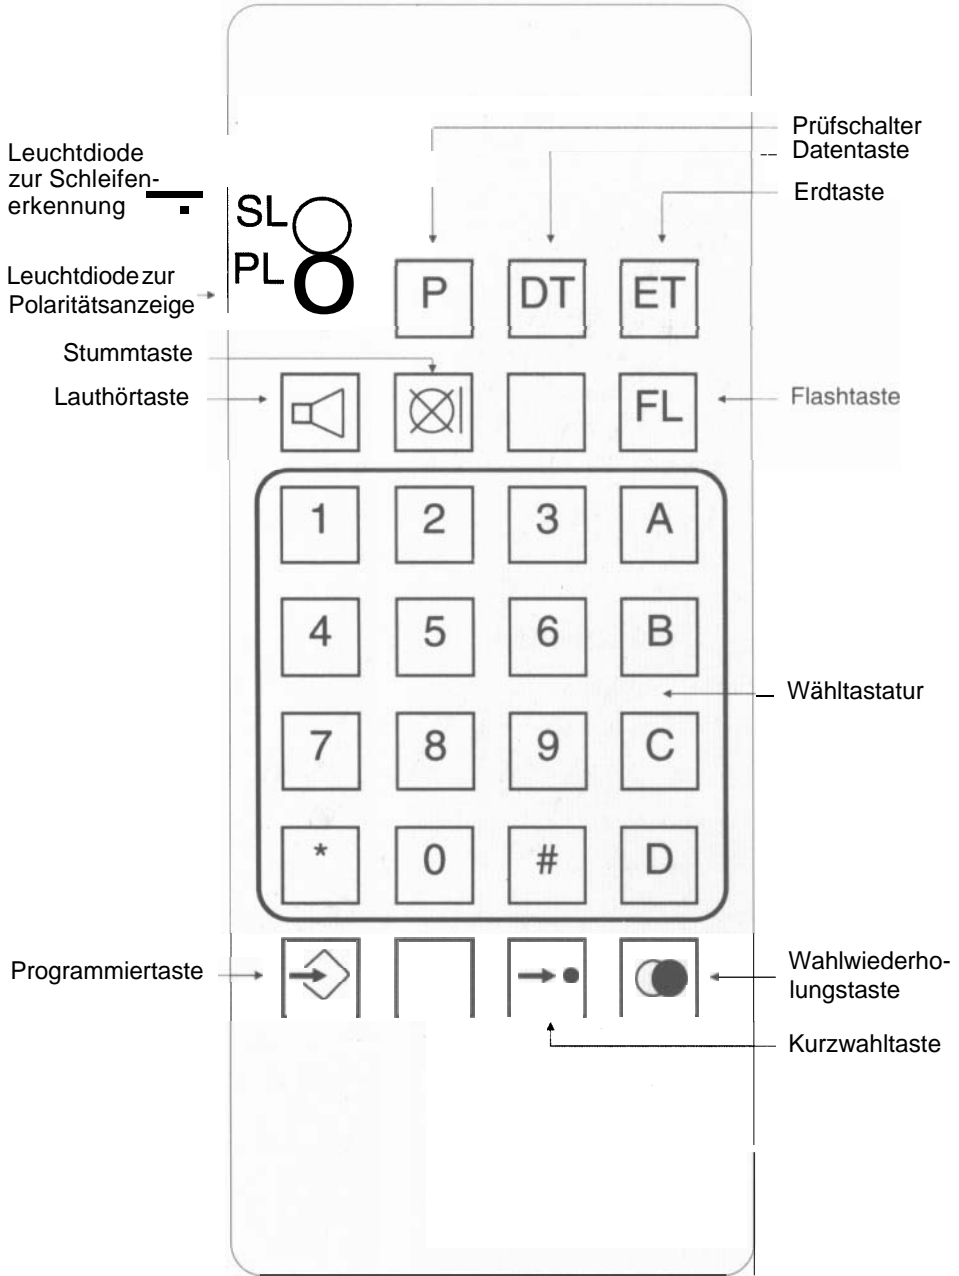 Prüfschalter
Leuchtdiode
zur Schleifen-
erkennung
Datentaste
Erdtaste
SL
PL
Leuchtdiode zur
Polaritätsanzeige
P DT ET
Stummtaste
Lauthörtaste
FL
Flashtaste
1 2 3 A
4 5 6 B
Wähltastatur
7 8 9 C
* 0 # D
Programmiertaste
Wahlwiederho-
lungstaste
Kurzwahltaste